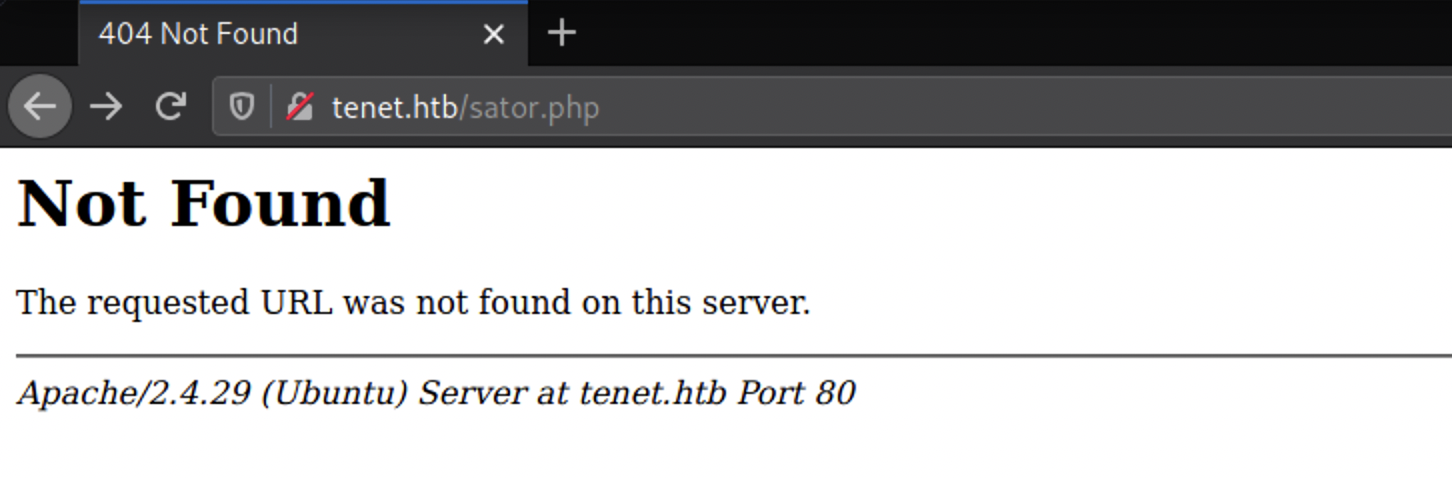 404 Not Found
tenet.htb/sator.php
Not Found
The requested URL was not found on this server.
Apache/2.4.29 (Ubuntu) Server at tenet.htb Port 80